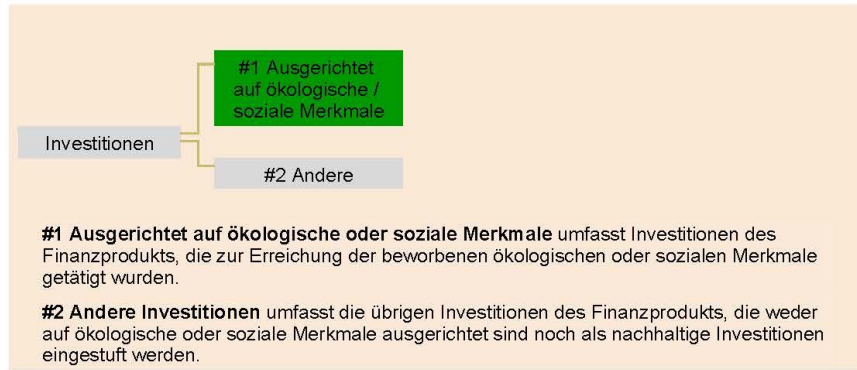 #1 Ausgerichtet
auf ökologische /
soziale Merkmale
Investitionen
#2 Andere
#1 Ausgerichtet auf ökologische oder soziale Merkmale umfasst Investitionen des
Finanzprodukts, die zur Erreichung der beworbenen ökologischen oder sozialen Merkmale
getätigt wurden.
#2 Andere Investitionen umfasst die übrigen Investitionen des Finanzprodukts, die weder
auf ökologische oder soziale Merkmale ausgerichtet sind noch als nachhaltige Investitionen
eingestuft werden.